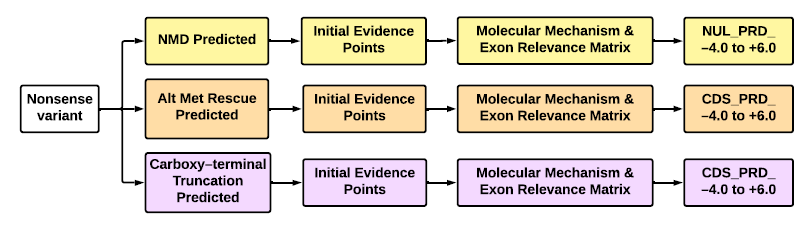 NMD Predicted
Initial Evidence
Points
Molecular Mechanism &
Exon Relevance Matrix
NUL_PRD_
–4.0 to +6.0
Nonsense
variant
Alt Met Rescue
Predicted
Initial Evidence
Points
Molecular Mechanism &
Exon Relevance Matrix
CDS_PRD_
–4.0 to +6.0
Carboxy–terminal
Truncation
Predicted
Initial Evidence
Points
Molecular Mechanism &
Exon Relevance Matrix
CDS_PRD_
–4.0 to +6.0